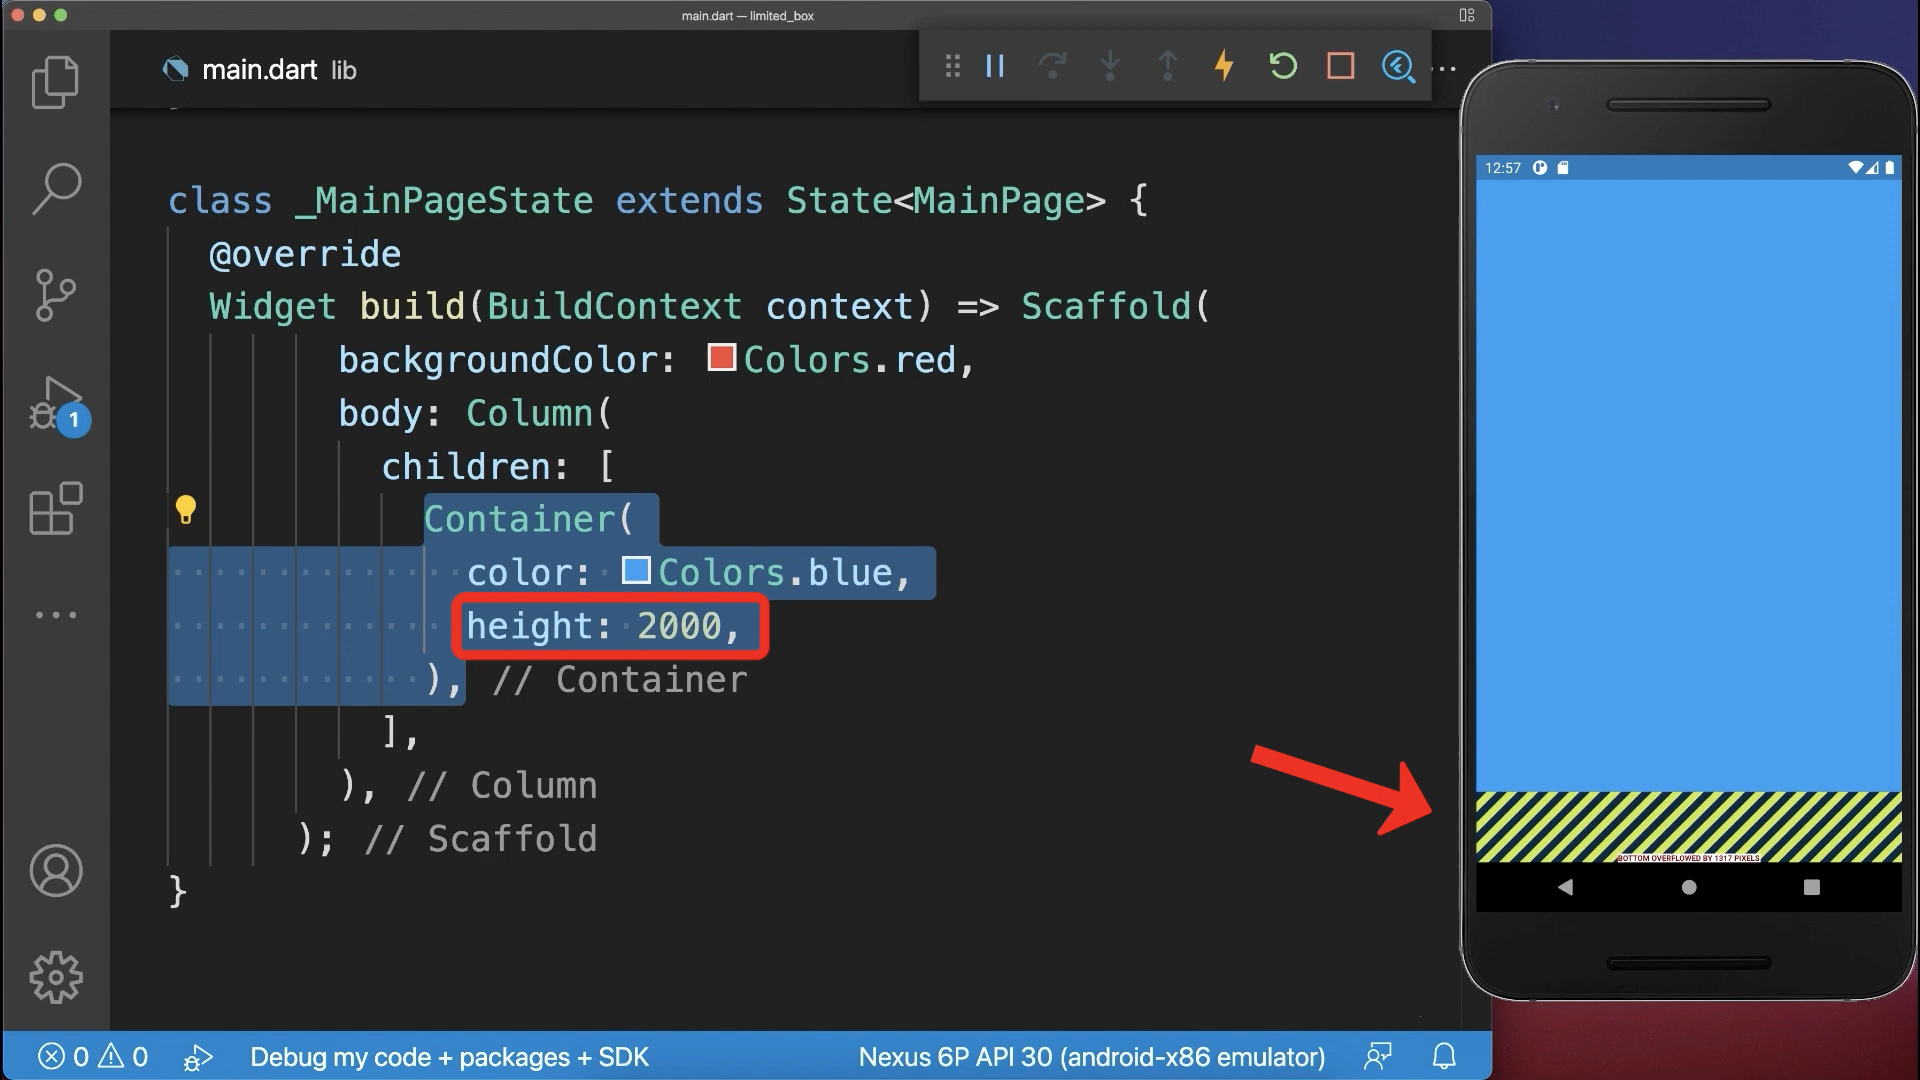 main.dart — limited_box
main.dart lib
class _MainPageState extends State<MainPage> {
@override
Widget build(BuildContext context) => Scaffold(
backgroundColor: Colors.red,
body: Column(
children: [
Container(
color: Colors.blue,
height: 2000,
), // Container
],
), // Column
); // Scaffold
}
1
12:57
BOTTOM OVERFLOWED BY 1317 PIXELS
0 0 Debug my code + packages + SDK
Nexus 6P API 30 (android-x86 emulator)